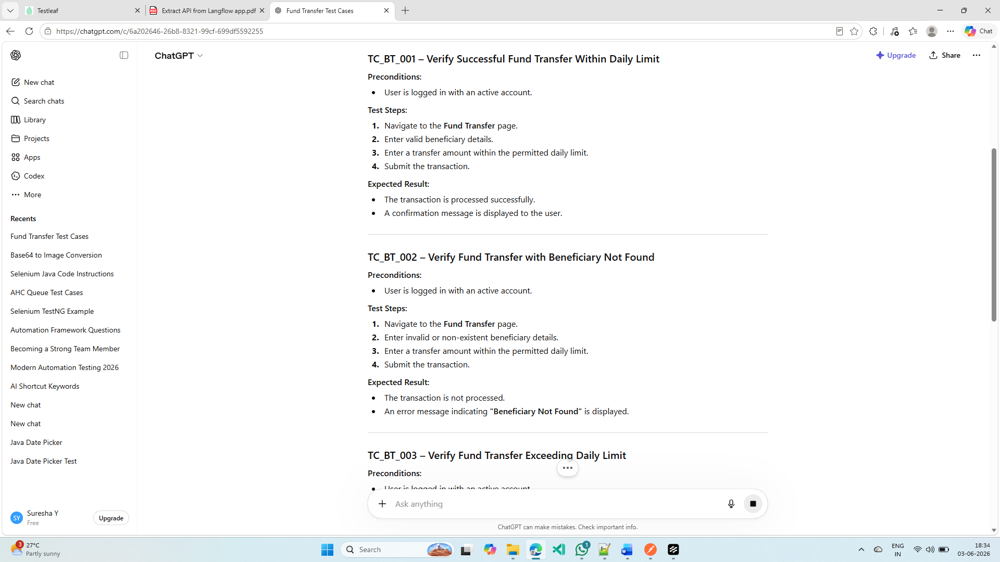 Testleaf
Extract API from Langflow app.pdf
Fund Transfer Test Cases
https://chatgpt.com/c/6a202646-26b8-8321-99cf-699df5592255
Chat
ChatGPT
Upgrade
Share
New chat
Search chats
Library
Projects
Apps
Codex
More
Recents
Fund Transfer Test Cases
Base64 to Image Conversion
Selenium Java Code Instructions
AHC Queue Test Cases
Selenium TestNG Example
Automation Framework Questions
Becoming a Strong Team Member
Modern Automation Testing 2026
AI Shortcut Keywords
New chat
New chat
Java Date Picker
Java Date Picker Test
SY
Suresha Y
Free
Upgrade
TC_BT_001 – Verify Successful Fund Transfer Within Daily Limit
Preconditions:
• User is logged in with an active account.
Test Steps:
1. Navigate to the Fund Transfer page.
2. Enter valid beneficiary details.
3. Enter a transfer amount within the permitted daily limit.
4. Submit the transaction.
Expected Result:
• The transaction is processed successfully.
• A confirmation message is displayed to the user.
TC_BT_002 – Verify Fund Transfer with Beneficiary Not Found
Preconditions:
• User is logged in with an active account.
Test Steps:
1. Navigate to the Fund Transfer page.
2. Enter invalid or non-existent beneficiary details.
3. Enter a transfer amount within the permitted daily limit.
4. Submit the transaction.
Expected Result:
• The transaction is not processed.
• An error message indicating "Beneficiary Not Found" is displayed.
TC_BT_003 – Verify Fund Transfer Exceeding Daily Limit
Preconditions:
• User is logged in with an active account.
Ask anything
ChatGPT can make mistakes. Check important info.
3
27°C
Partly sunny
Search
1
ENG
IN
18:34
03-06-2026